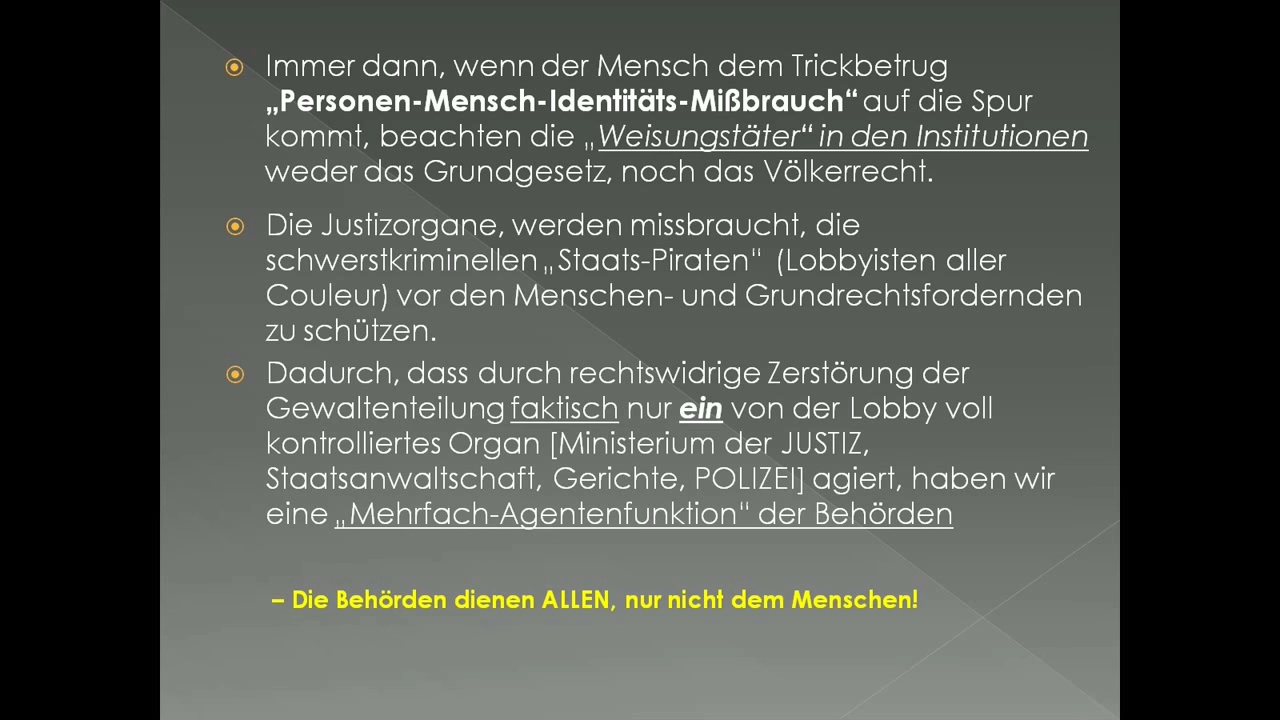 Immer dann, wenn der Mensch dem Trickbetrug
„Personen-Mensch-Identitäts-Mißbrauch“ auf die Spur
kommt, beachten die „Weisungstäter“ in den Institutionen
weder das Grundgesetz, noch das Völkerrecht.
Die Justizorgane, werden missbraucht, die
schwerstkriminellen „Staats-Piraten“ (Lobbyisten aller
Couleur) vor den Menschen- und Grundrechtsfordernden
zu schützen.
Dadurch, dass durch rechtswidrige Zerstörung der
Gewaltenteilung faktisch nur ein von der Lobby voll
kontrolliertes Organ [Ministerium der JUSTIZ,
Staatsanwaltschaft, Gerichte, POLIZEI] agiert, haben wir
eine „Mehrfach-Agentenfunktion“ der Behörden
– Die Behörden dienen ALLEN, nur nicht dem Menschen!